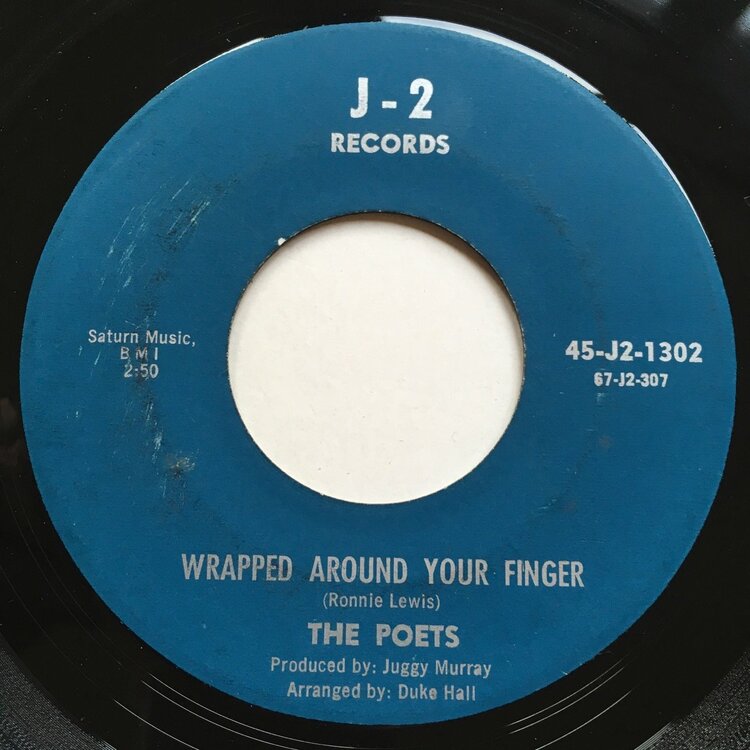 J-2
RECORDS
Saturn Music,
BMI
2:50
45-J2-1302
67-J2-307
WRAPPED AROUND YOUR FINGER
(Ronnie Lewis)
THE POETS
Produced by: Juggy Murray
Arranged by: Duke Hall